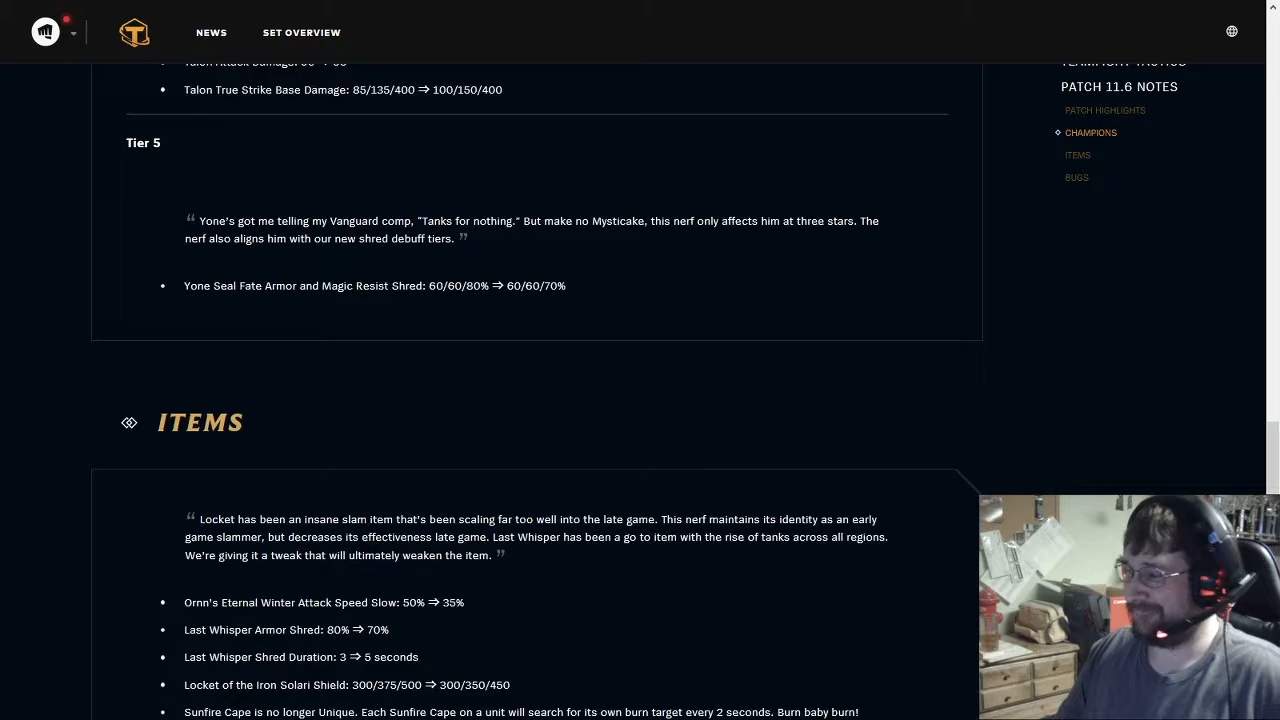 NEWS
SET OVERVIEW
TEAMFIGHT TACTICS
PATCH 11.6 NOTES
PATCH HIGHLIGHTS
CHAMPIONS
ITEMS
BUGS
• Talon True Strike Base Damage: 85/135/400 ⇒ 100/150/400
Tier 5
“ Yone's got me telling my Vanguard comp, "Tanks for nothing." But make no Mysticake, this nerf only affects him at three stars. The
nerf also aligns him with our new shred debuff tiers. ”
• Yone Seal Fate Armor and Magic Resist Shred: 60/60/80% ⇒ 60/60/70%
ITEMS
“ Locket has been an insane slam item that's been scaling far too well into the late game. This nerf maintains its identity as an early
game slammer, but decreases its effectiveness late game. Last Whisper has been a go to item with the rise of tanks across all regions.
We're giving it a tweak that will ultimately weaken the item. ”
• Ornn's Eternal Winter Attack Speed Slow: 50% ⇒ 35%
• Last Whisper Armor Shred: 80% ⇒ 70%
• Last Whisper Shred Duration: 3 ⇒ 5 seconds
• Locket of the Iron Solari Shield: 300/375/500 ⇒ 300/350/450
• Sunfire Cape is no longer Unique. Each Sunfire Cape on a unit will search for its own burn target every 2 seconds. Burn baby burn!